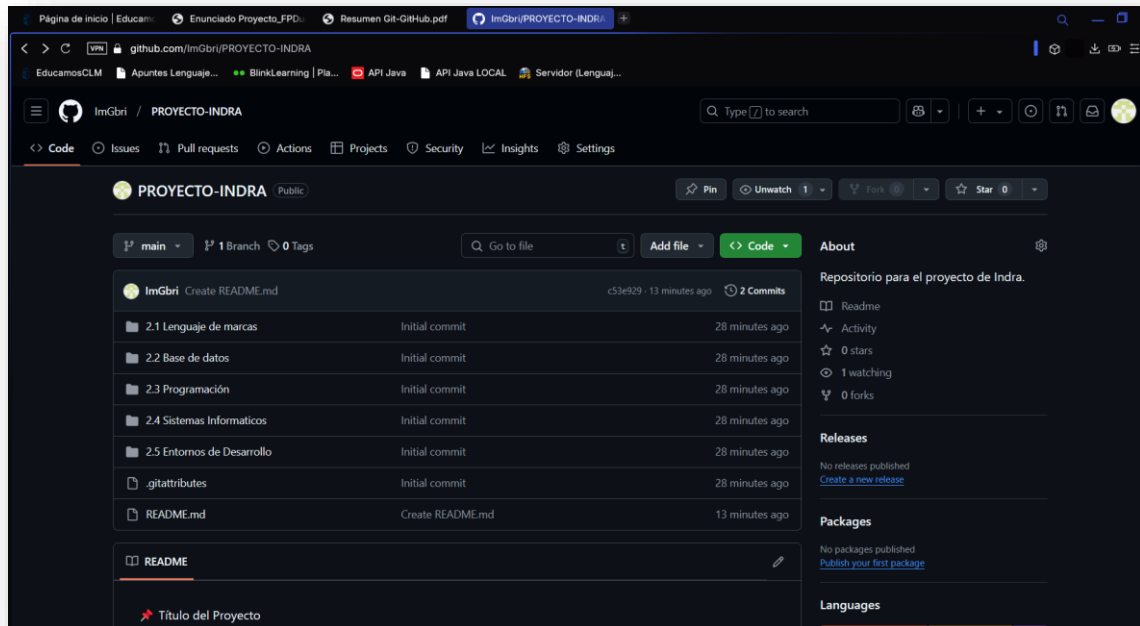 Página de inicio | Educam
Enunciado Proyecto_FPDu
Resumen Git-GitHub.pdf
ImGbri/PROYECTO-INDRA
VPN
github.com/ImGbri/PROYECTO-INDRA
EducamosCLM
Apuntes Lenguaje...
BlinkLearning | Pla...
API Java
API Java LOCAL
Servidor (Lenguaj...
ImGbri / PROYECTO-INDRA
Type / to search
Code
Issues
Pull requests
Actions
Projects
Security
Insights
Settings
PROYECTO-INDRA Public
Pin
Unwatch 1
Fork 0
Star 0
main
1 Branch
0 Tags
Go to file t
Add file
<> Code
ImGbri Create README.md c53e929 · 13 minutes ago 2 Commits
2.1 Lenguaje de marcas Initial commit 28 minutes ago
2.2 Base de datos Initial commit 28 minutes ago
2.3 Programación Initial commit 28 minutes ago
2.4 Sistemas Informaticos Initial commit 28 minutes ago
2.5 Entornos de Desarrollo Initial commit 28 minutes ago
.gitattributes Initial commit 28 minutes ago
README.md Create README.md 13 minutes ago
README
Título del Proyecto
About
Repositorio para el proyecto de Indra.
Readme
Activity
0 stars
1 watching
0 forks
Releases
No releases published
Create a new release
Packages
No packages published
Publish your first package
Languages